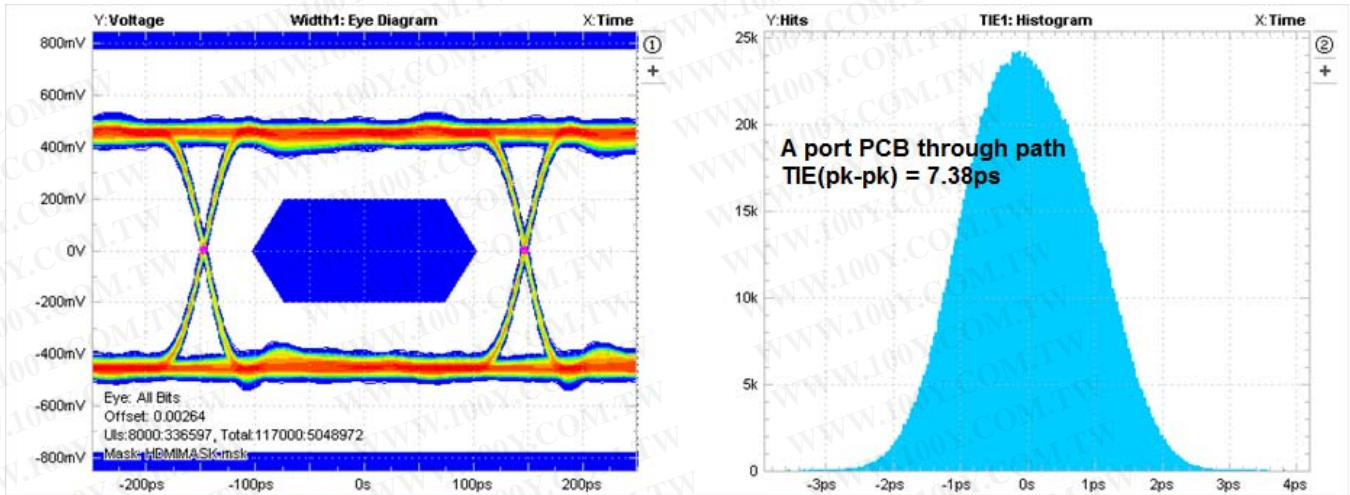 Y:Voltage Width1: Eye Diagram X:Time
800mV
600mV
400mV
200mV
0V
-200mV
-400mV
-600mV
-800mV
Eye: All Bits
Offset: 0.00264
UIs:8000:336597, Total:117000:5048972
Mask: HDMIMASK.msk
-200ps -100ps 0s 100ps 200ps
①
+
Y:Hits TIE1: Histogram X:Time
25k
20k
15k
10k
5k
0
A port PCB through path
TIE(pk-pk) = 7.38ps
-3ps -2ps -1ps 0s 1ps 2ps 3ps 4ps
②
+
WWW.100Y.COM.TW